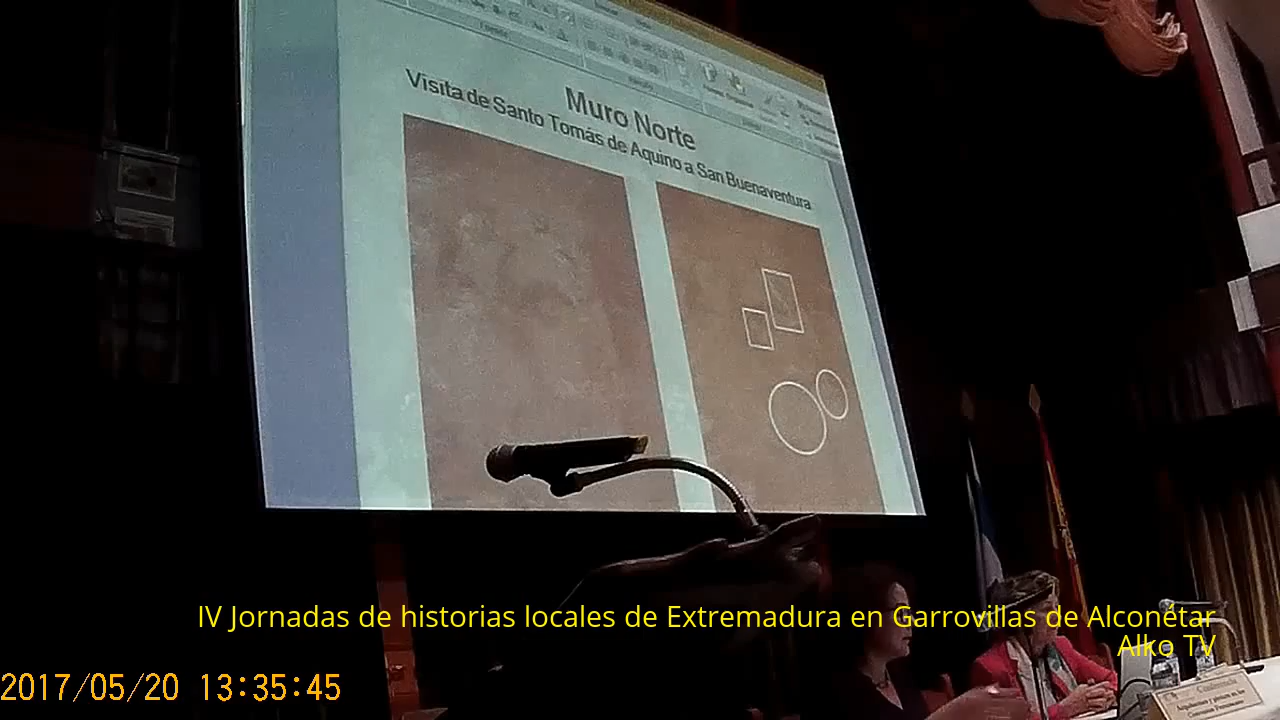 Muro Norte
Visita de Santo Tomás de Aquino a San Buenaventura
IV Jornadas de historias locales de Extremadura en Garrovillas de Alconétar
Alko TV
2017/05/20 13:35:45
Conferencia